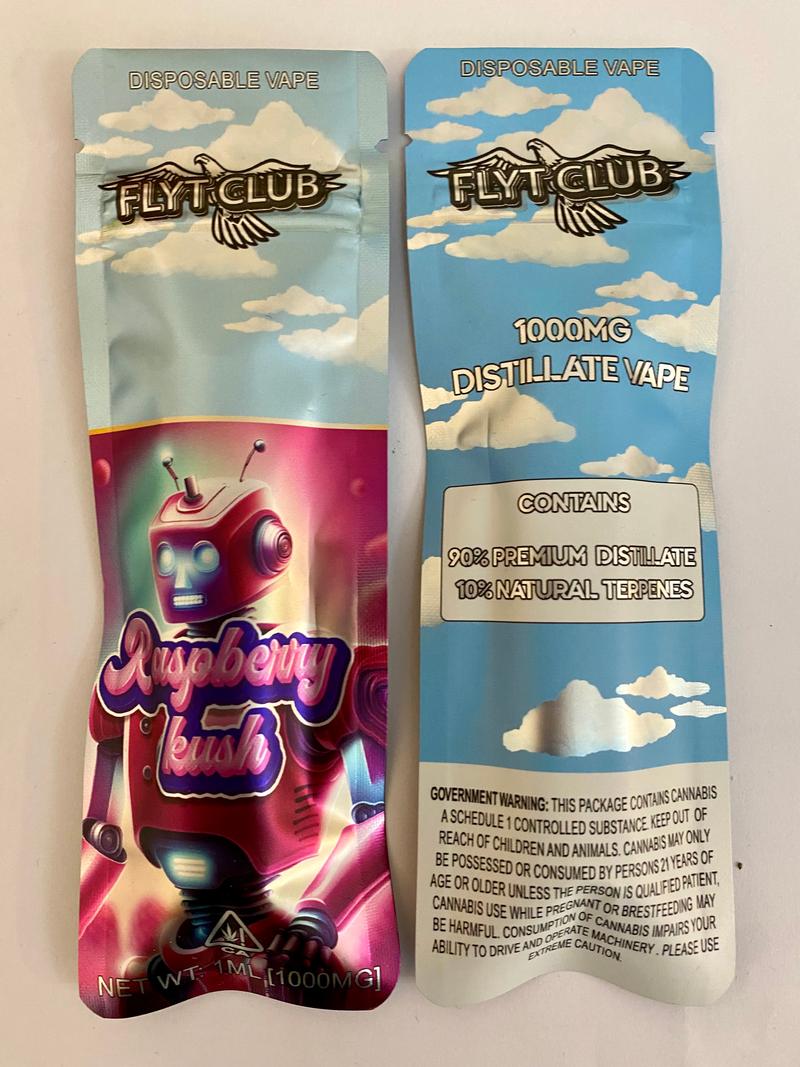 DISPOSABLE VAPE
FLYT CLUB
Raspberry
kush
CA
NET WT: 1ML [1000MG]
DISPOSABLE VAPE
FLYT CLUB
1000MG
DISTILLATE VAPE
CONTAINS
90% PREMIUM DISTILLATE
10% NATURAL TERPENES
GOVERNMENT WARNING: THIS PACKAGE CONTAINS CANNABIS
A SCHEDULE 1 CONTROLLED SUBSTANCE. KEEP OUT OF
REACH OF CHILDREN AND ANIMALS. CANNABIS MAY ONLY
BE POSSESSED OR CONSUMED BY PERSONS 21 YEARS OF
AGE OR OLDER UNLESS THE PERSON IS QUALIFIED PATIENT,
CANNABIS USE WHILE PREGNANT OR BRESTFEEDING MAY
BE HARMFUL. CONSUMPTION OF CANNABIS IMPAIRS YOUR
ABILITY TO DRIVE AND OPERATE MACHINERY. PLEASE USE
EXTREME CAUTION.